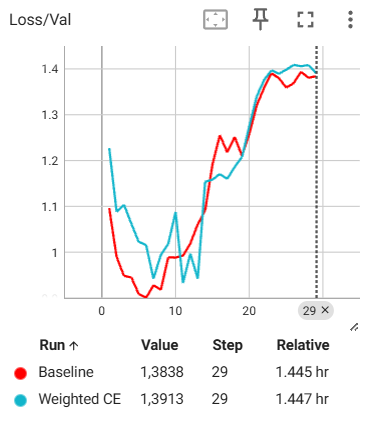 Loss/Val
1.4
1.3
1.2
1.1
1
0
10
20
29 ✕
Run ↑ Value Step Relative
Baseline 1,3838 29 1.445 hr
Weighted CE 1,3913 29 1.447 hr